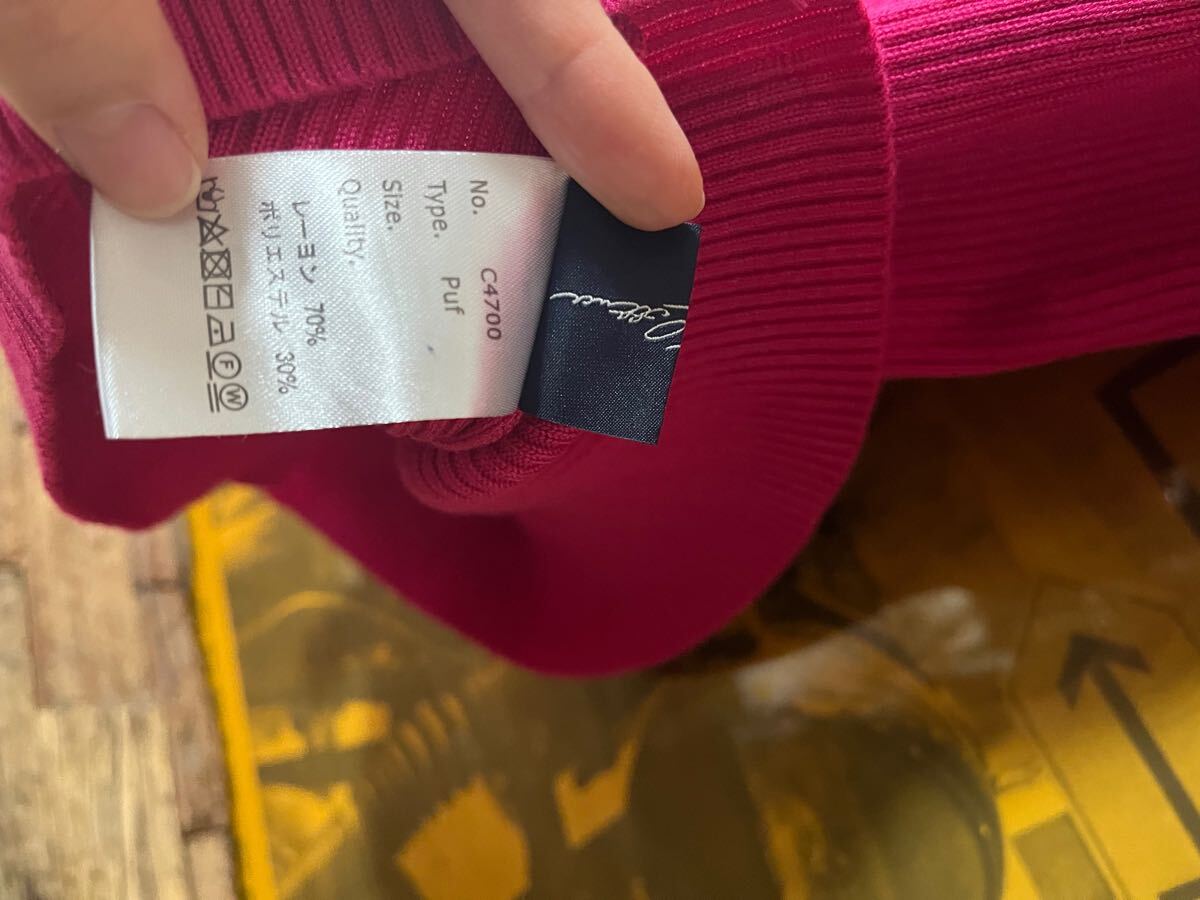 No. C4700
Type. Puf
Size.
Quality.
レーヨン 70%
ポリエステル 30%
F W